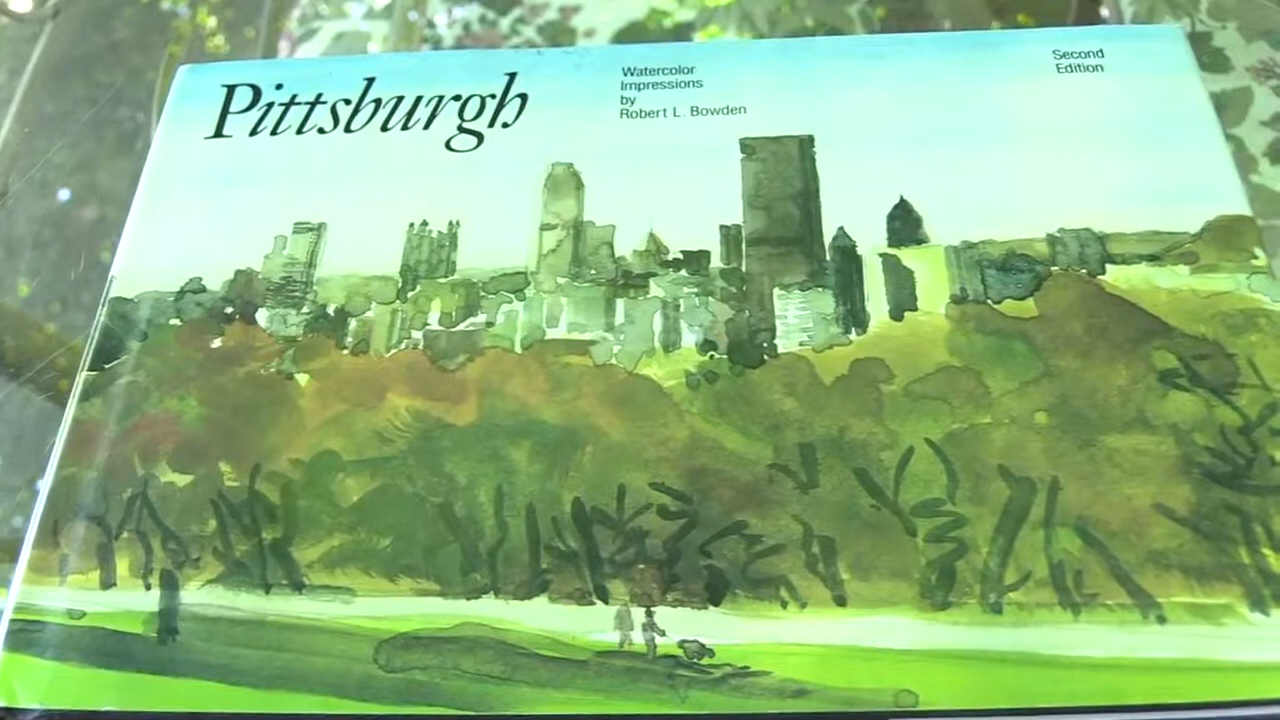 Pittsburgh
Watercolor
Impressions
by
Robert L. Bowden
Second
Edition